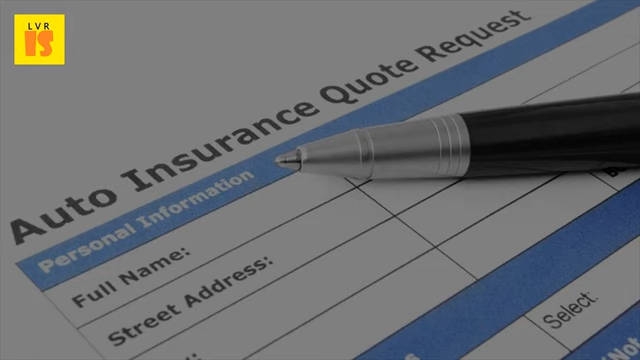 LVR
IS
Auto Insurance Quote Request
Personal Information
Full Name:
Street Address:
Select: